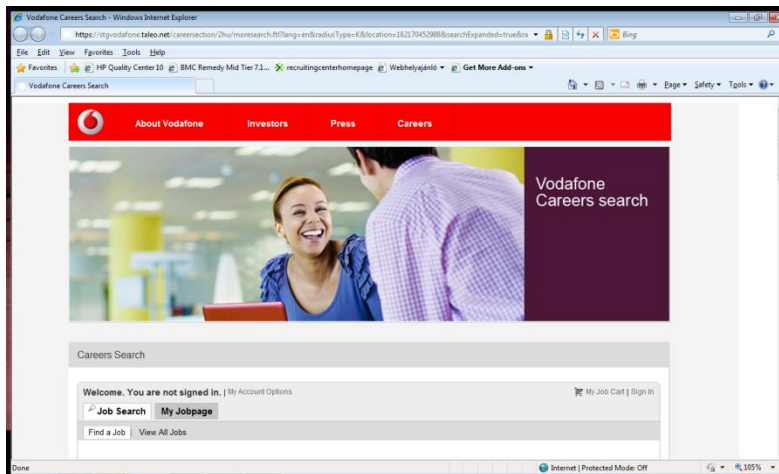 Vodafone Careers Search - Windows Internet Explorer
https://stgvodafone.taleo.net/careersection/2hu/moresearch.ftl?lang=en&radiusType=K&location=162170452988&searchExpanded=true&ra
Bing
File Edit View Favorites Tools Help
Favorites HP Quality Center 10 BMC Remedy Mid Tier 7.1... recruitingcenterhomepage Webhelyajánló Get More Add-ons
Vodafone Careers Search Page Safety Tools
About Vodafone Investors Press Careers
Vodafone
Careers search
Careers Search
Welcome. You are not signed in. | My Account Options My Job Cart | Sign In
Job Search My Jobpage
Find a Job View All Jobs
Done Internet | Protected Mode: Off 105%